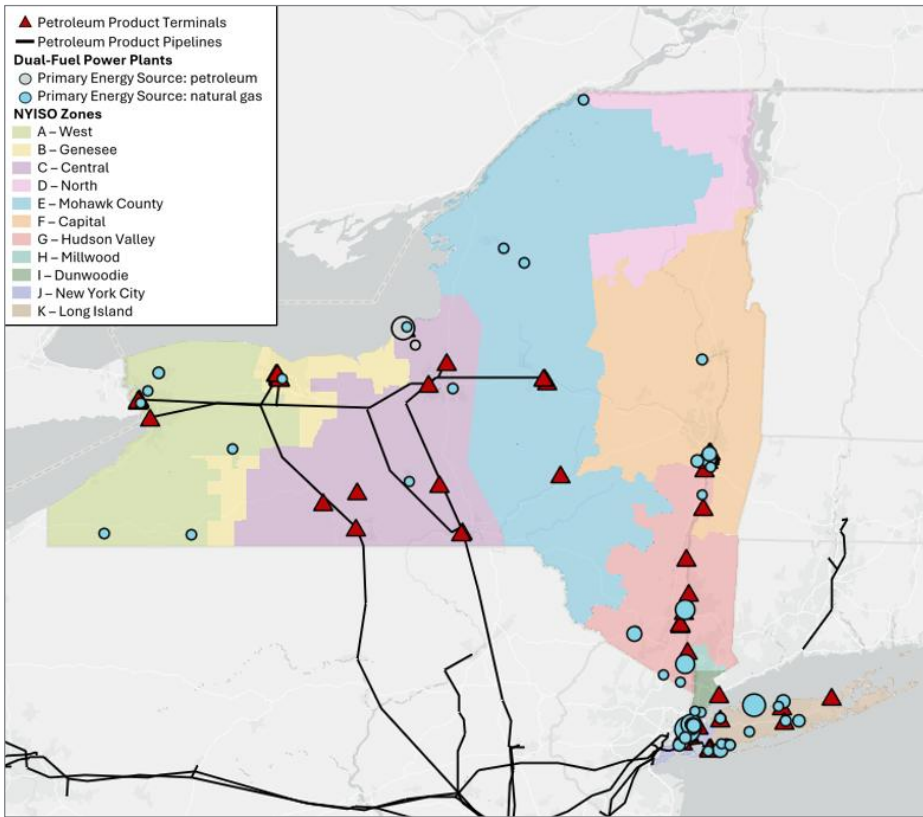 Petroleum Product Terminals
Petroleum Product Pipelines
Dual-Fuel Power Plants
Primary Energy Source: petroleum
Primary Energy Source: natural gas
NYISO Zones
A – West
B – Genesee
C – Central
D – North
E – Mohawk County
F – Capital
G – Hudson Valley
H – Millwood
I – Dunwoodie
J – New York City
K – Long Island